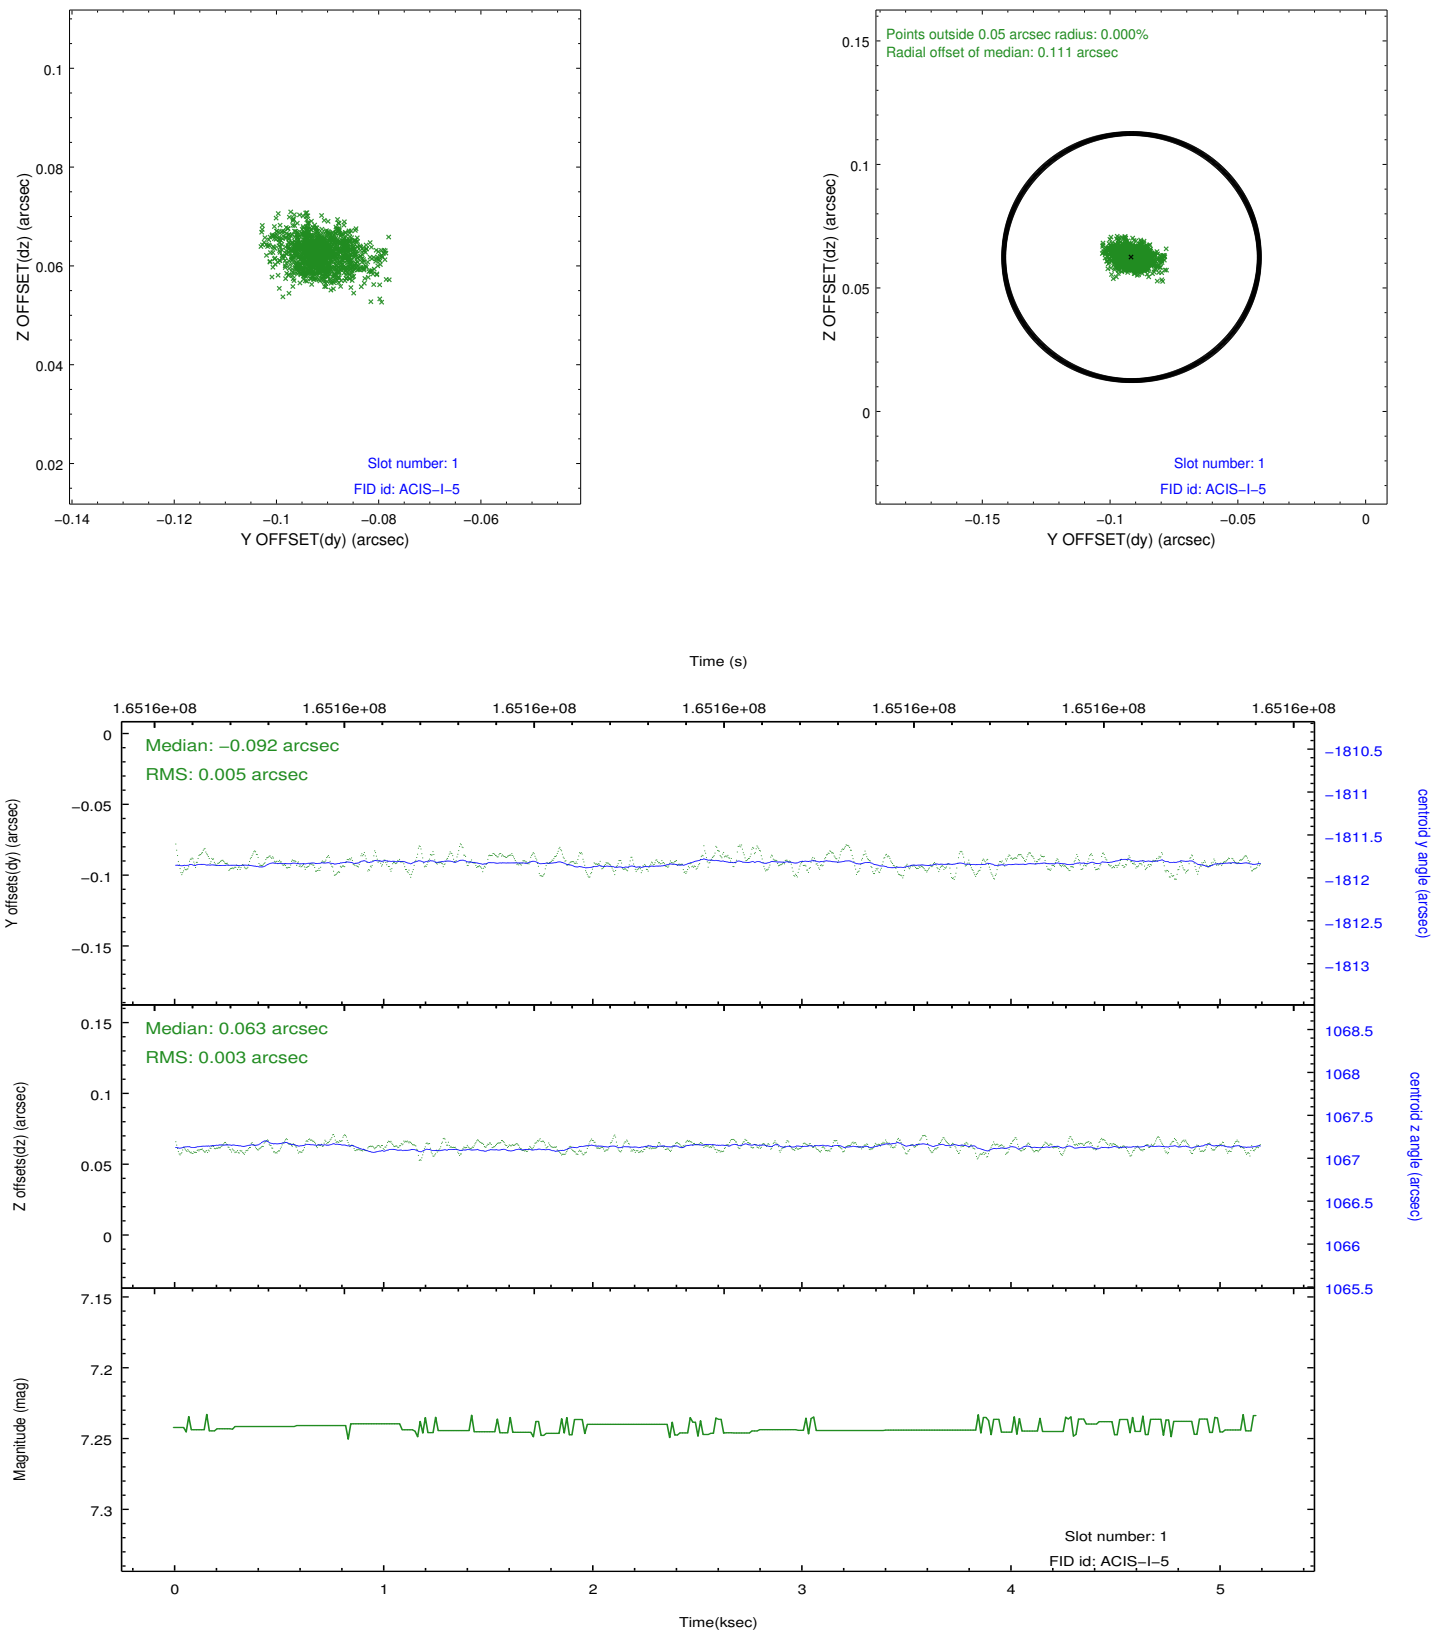 0.1
0.08
0.06
0.04
0.02
Z OFFSET(dz) (arcsec)
Slot number: 1
FID id: ACIS−I−5
−0.14
−0.12
−0.1
−0.08
−0.06
Y OFFSET(dy) (arcsec)
Points outside 0.05 arcsec radius: 0.000%
Radial offset of median: 0.111 arcsec
0.15
0.1
0.05
0
Z OFFSET(dz) (arcsec)
Slot number: 1
FID id: ACIS−I−5
−0.15
−0.1
−0.05
0
Y OFFSET(dy) (arcsec)
Time (s)
1.6516e+08
1.6516e+08
1.6516e+08
1.6516e+08
1.6516e+08
1.6516e+08
1.6516e+08
Median: −0.092 arcsec
RMS: 0.005 arcsec
0
−0.05
−0.1
−0.15
Y offsets(dy) (arcsec)
−1810.5
−1811
−1811.5
−1812
−1812.5
−1813
centroid y angle (arcsec)
Median: 0.063 arcsec
RMS: 0.003 arcsec
0.15
0.1
0.05
0
Z offsets(dz) (arcsec)
1068.5
1068
1067.5
1067
1066.5
1066
1065.5
centroid z angle (arcsec)
7.15
7.2
7.25
7.3
Magnitude (mag)
Slot number: 1
FID id: ACIS−I−5
0
1
2
3
4
5
Time(ksec)